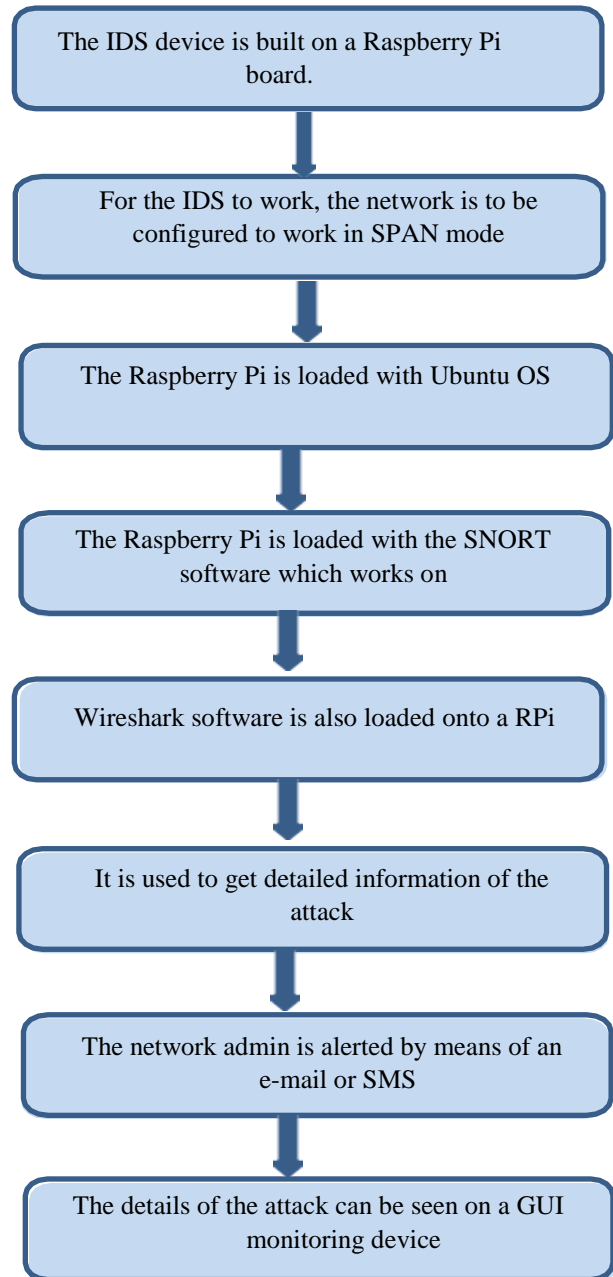 The IDS device is built on a Raspberry Pi
board.
For the IDS to work, the network is to be
configured to work in SPAN mode
The Raspberry Pi is loaded with Ubuntu OS
The Raspberry Pi is loaded with the SNORT
software which works on
Wireshark software is also loaded onto a RPi
It is used to get detailed information of the
attack
The network admin is alerted by means of an
e-mail or SMS
The details of the attack can be seen on a GUI
monitoring device